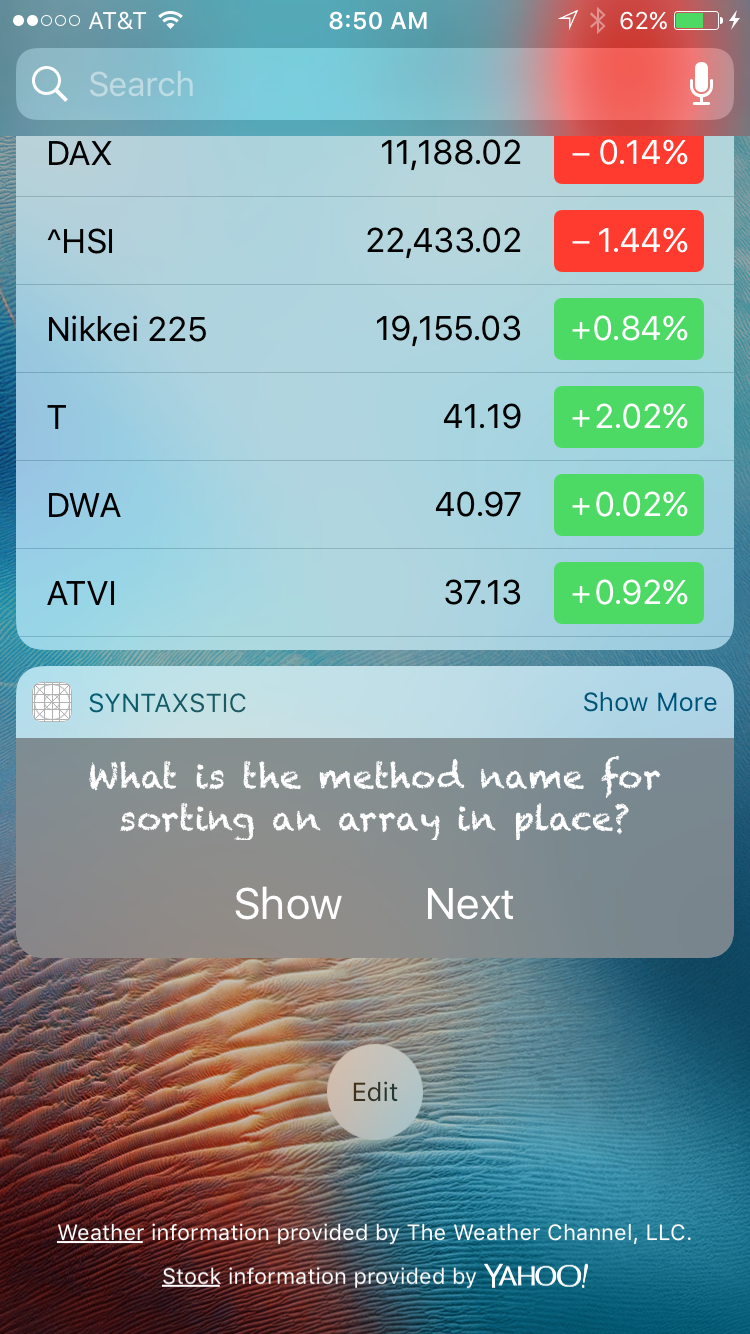 AT&T 8:50 AM 62%
Search
DAX 11,188.02 – 0.14%
^HSI 22,433.02 – 1.44%
Nikkei 225 19,155.03 +0.84%
T 41.19 +2.02%
DWA 40.97 +0.02%
ATVI 37.13 +0.92%
SYNTAXSTIC Show More
What is the method name for
sorting an array in place?
Show Next
Edit
Weather information provided by The Weather Channel, LLC.
Stock information provided by YAHOO!